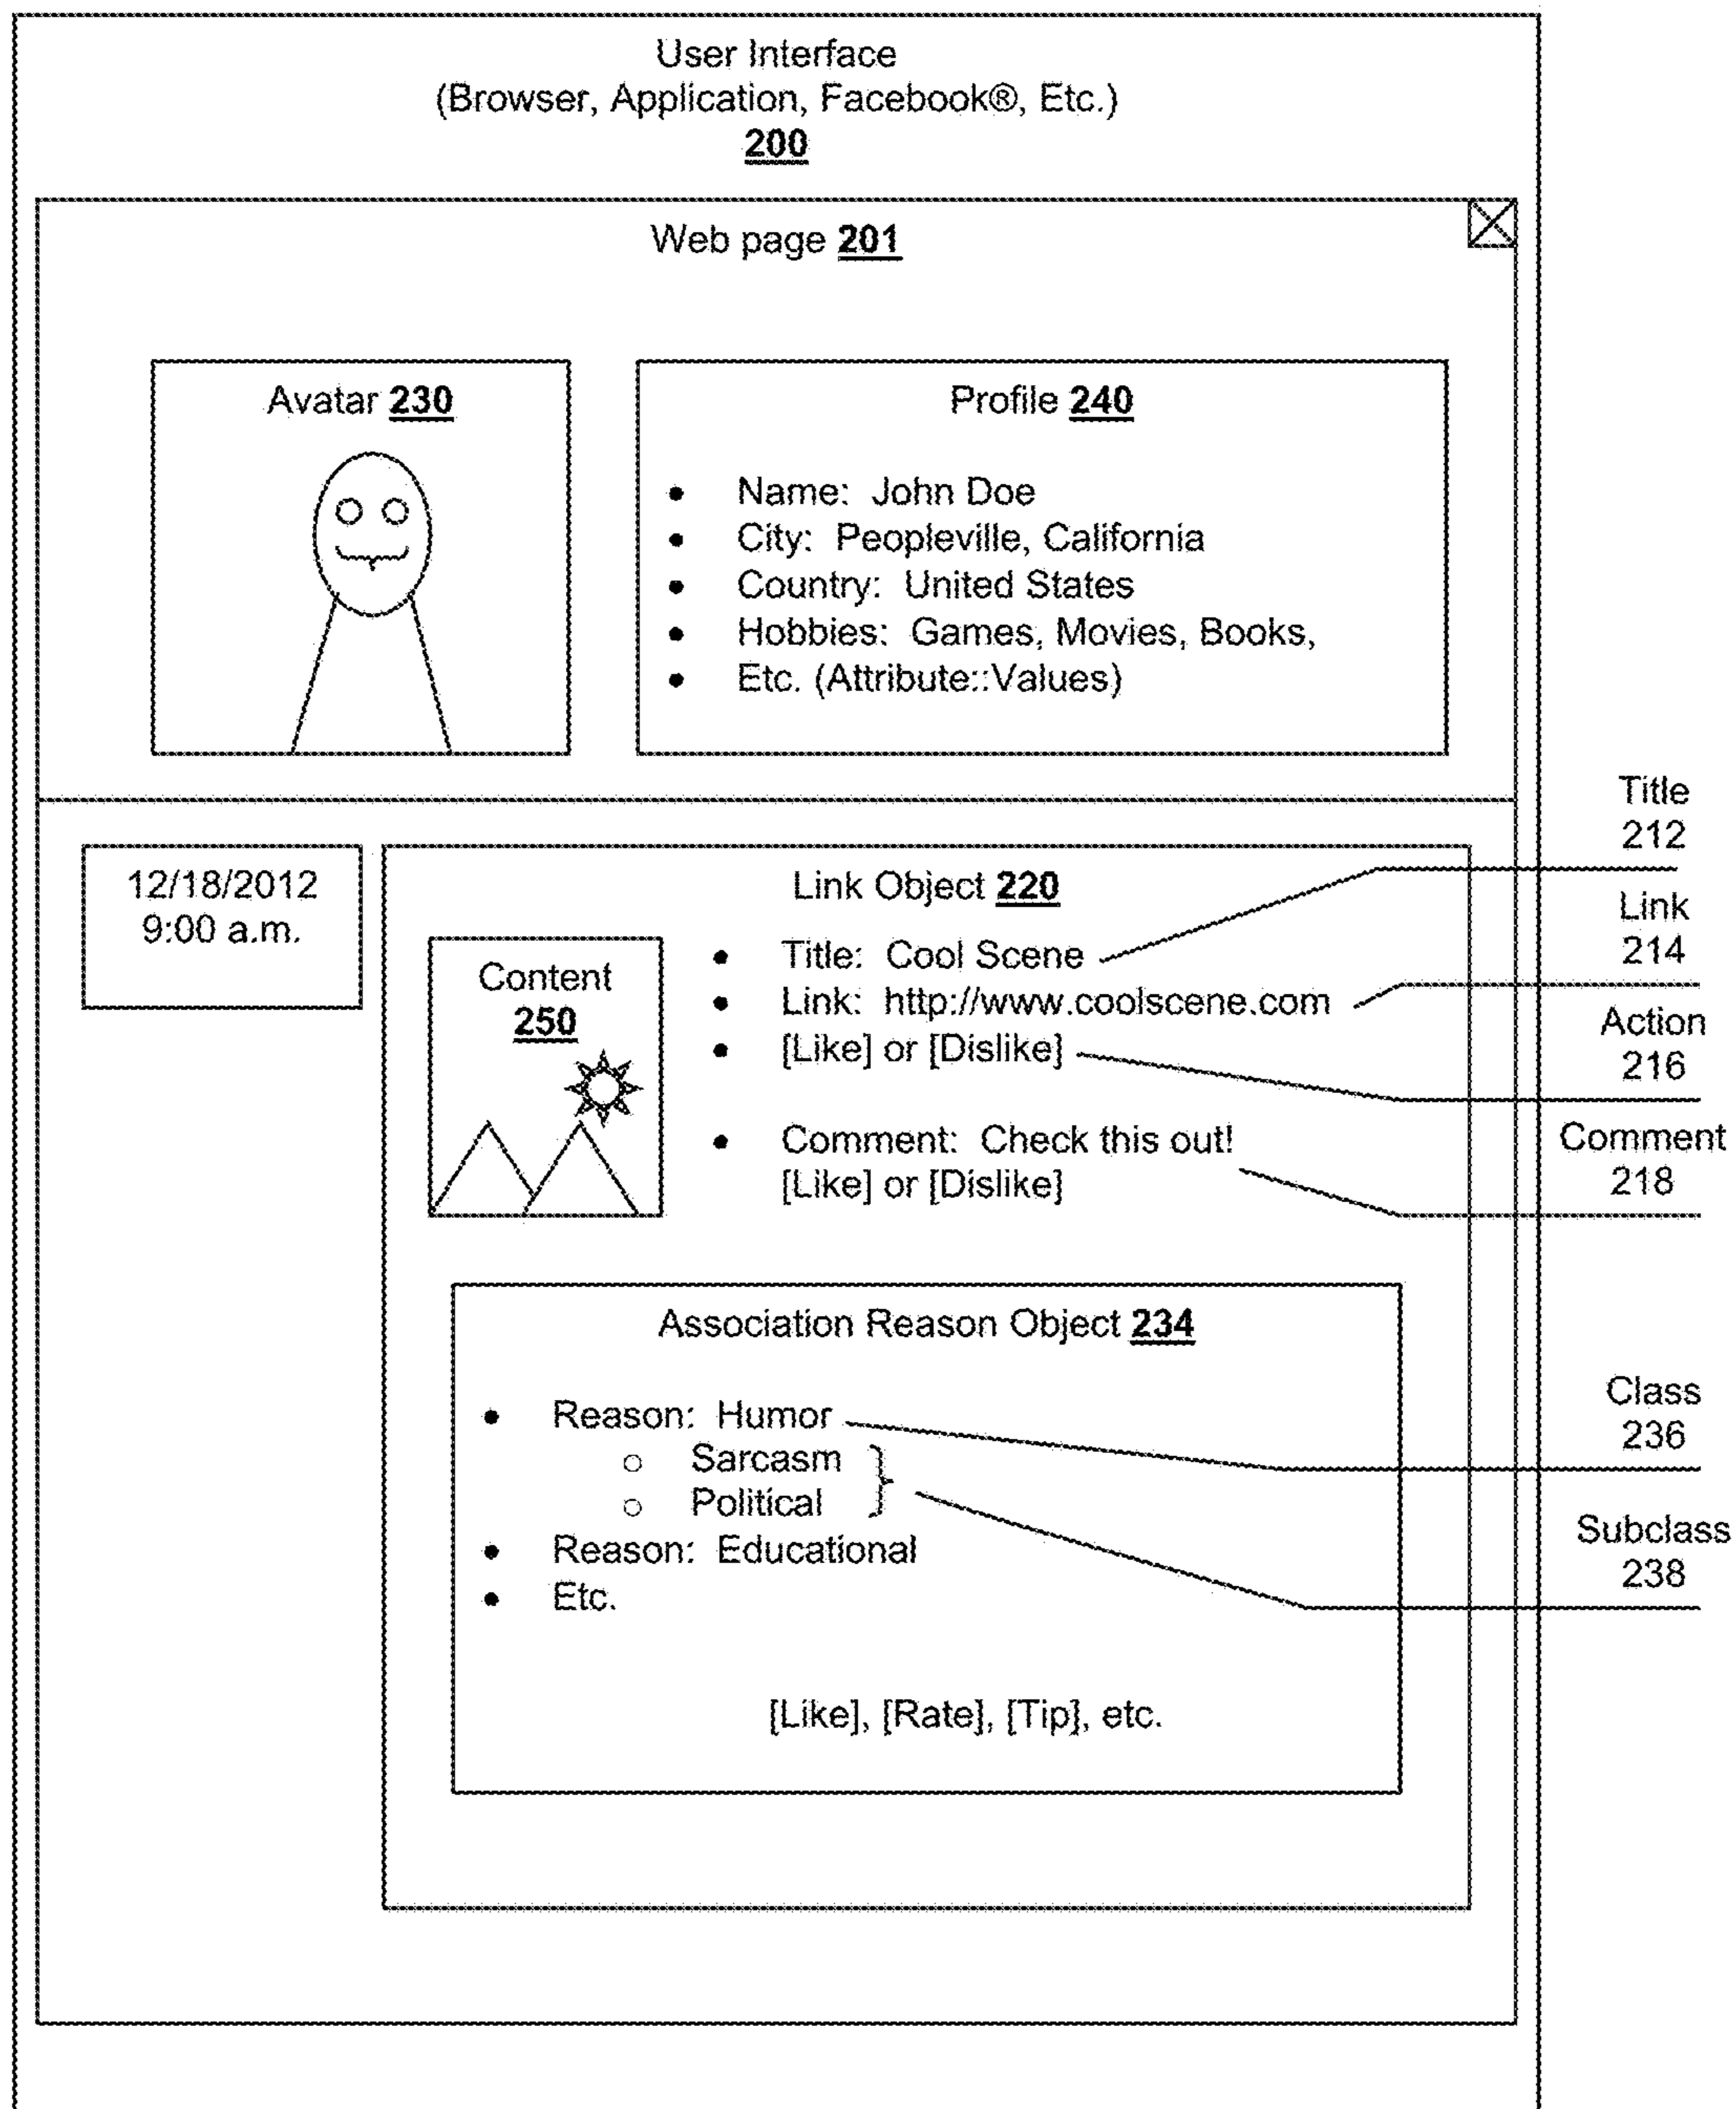 User Interface
(Browser, Application, Facebook®, Etc.)
200
Web page 201
Avatar 230
Profile 240
• Name: John Doe
• City: Peopleville, California
• Country: United States
• Hobbies: Games, Movies, Books,
• Etc. (Attribute::Values)
12/18/2012
9:00 a.m.
Link Object 220
Content
250
• Title: Cool Scene
• Link: http://www.coolscene.com
• [Like] or [Dislike]
• Comment: Check this out!
[Like] or [Dislike]
Association Reason Object 234
• Reason: Humor
○ Sarcasm
○ Political
• Reason: Educational
• Etc.
[Like], [Rate], [Tip], etc.
Title
212
Link
214
Action
216
Comment
218
Class
236
Subclass
238